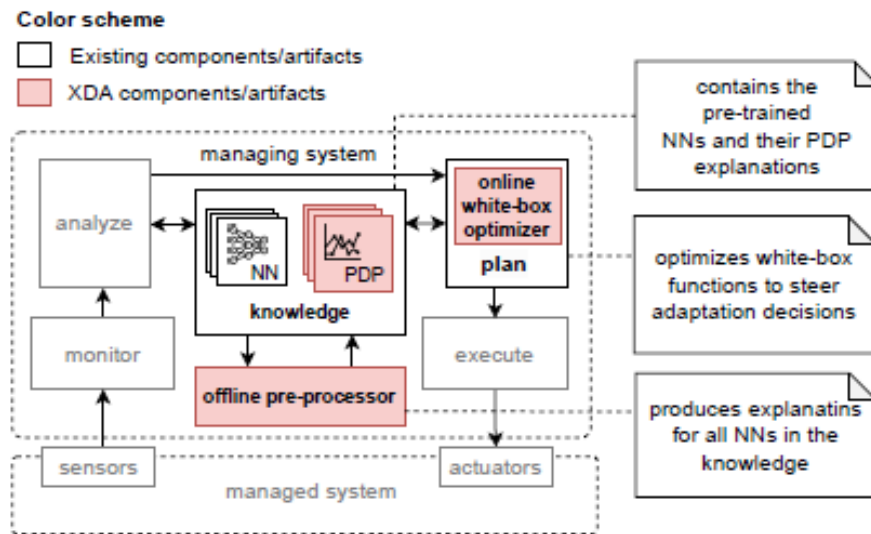 Color scheme
Existing components/artifacts
XDA components/artifacts
contains the
pre-trained
NNs and their PDP
explanations
managing system
analyze
online
white-box
optimizer
plan
NN
PDP
knowledge
optimizes white-box
functions to steer
adaptation decisions
monitor
execute
offline pre-processor
produces explanatins
for all NNs in the
knowledge
sensors
actuators
managed system